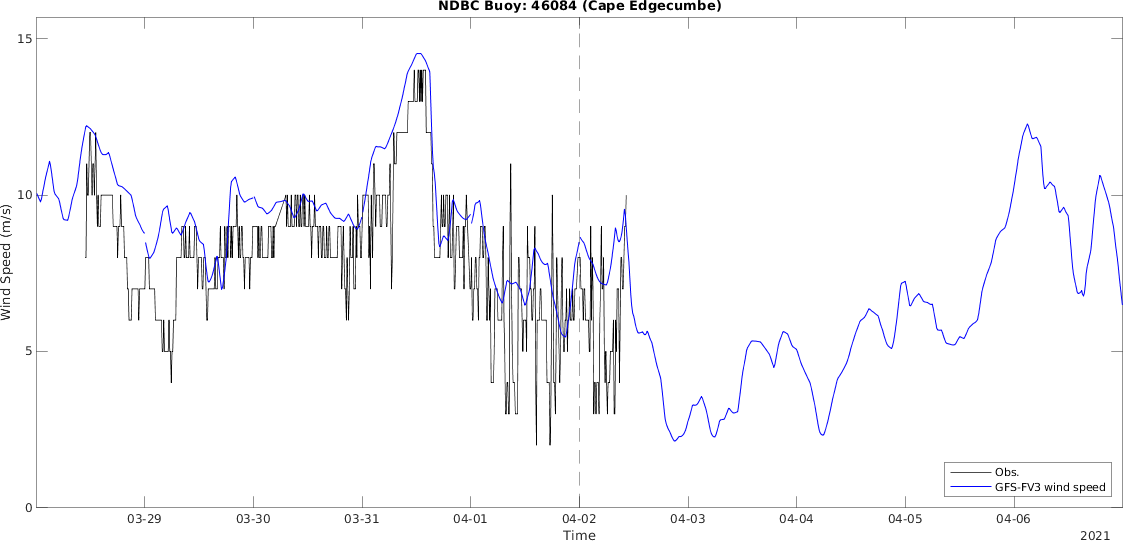 NDBC Buoy: 46084 (Cape Edgecumbe)
15
10
5
0
Wind Speed (m/s)
Obs.
GFS-FV3 wind speed
03-29 03-30 03-31 04-01 04-02 04-03 04-04 04-05 04-06
Time
2021